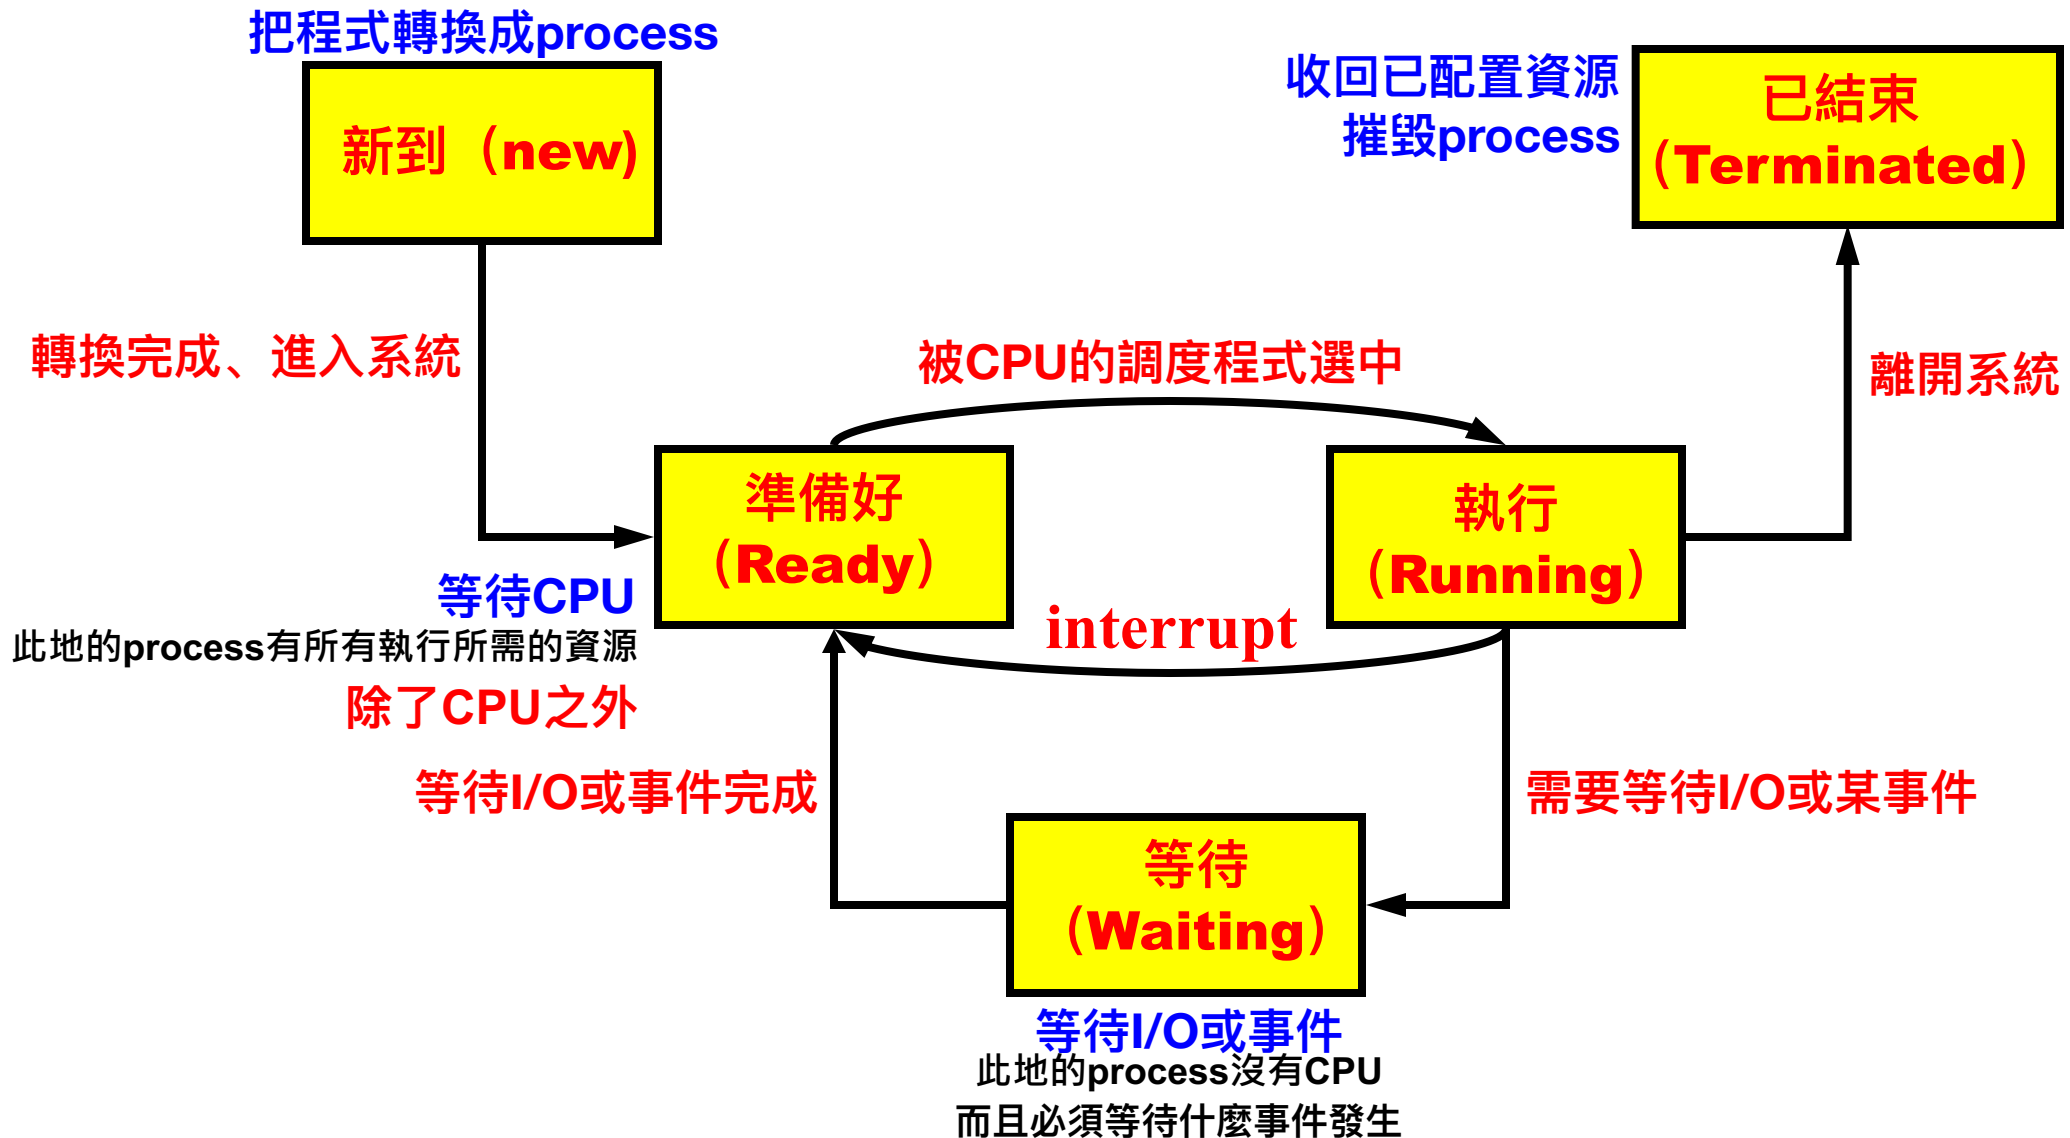 把程式轉換成process
新到（new)
收回已配置資源
摧毀process
已結束
（Terminated）
轉換完成、進入系統
被CPU的調度程式選中
離開系統
準備好
（Ready）
執行
（Running）
interrupt
等待CPU
此地的process有所有執行所需的資源
除了CPU之外
等待I/O或事件完成
需要等待I/O或某事件
等待
（Waiting）
等待I/O或事件
此地的process沒有CPU
而且必須等待什麼事件發生